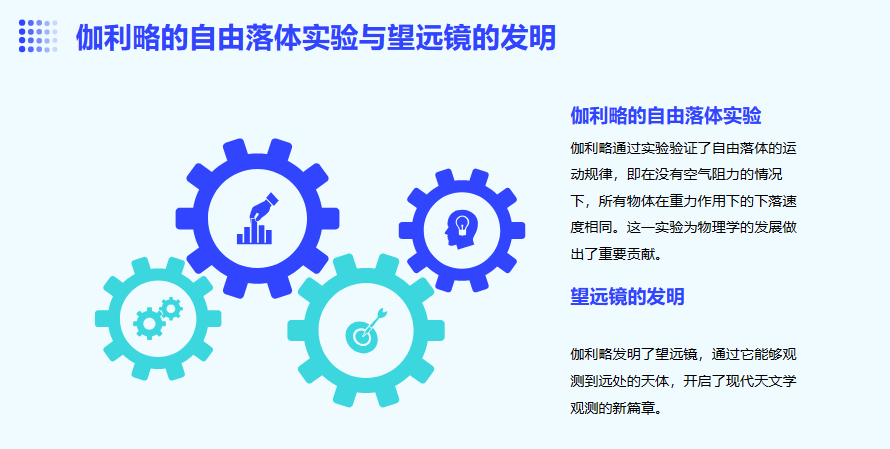 伽利略的自由落体实验与望远镜的发明
伽利略的自由落体实验
伽利略通过实验验证了自由落体的运
动规律，即在没有空气阻力的情况
下，所有物体在重力作用下的下落速
度相同。这一实验为物理学的发展做
出了重要贡献。
望远镜的发明
伽利略发明了望远镜，通过它能够观
测到远处的天体，开启了现代天文学
观测的新篇章。